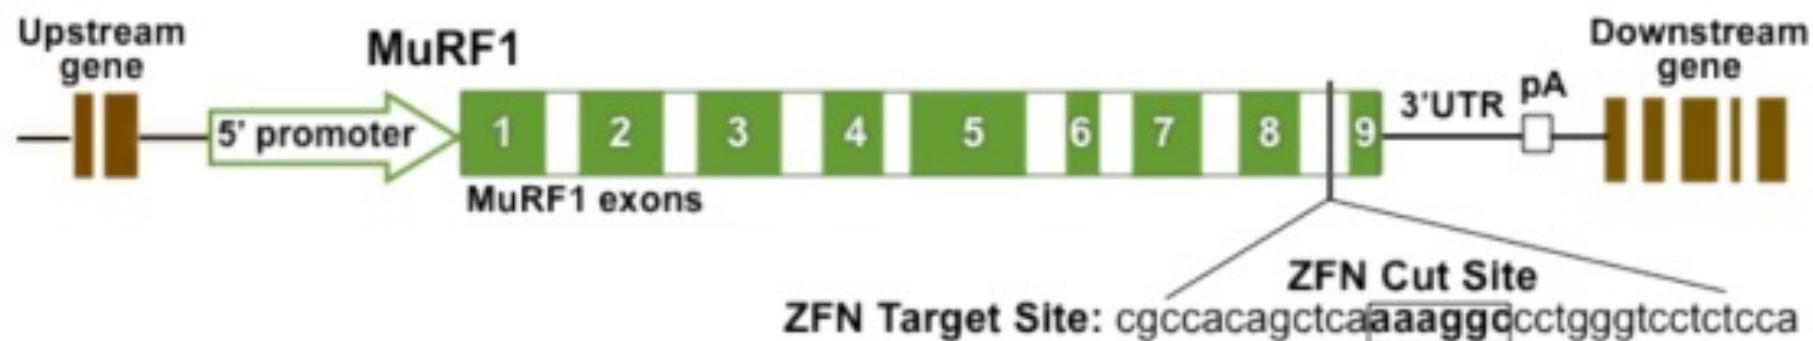 Upstream
gene
MuRF1
Downstream
gene
5' promoter
1 2 3 4 5 6 7 8 9
3'UTR
pA
MuRF1 exons
ZFN Cut Site
ZFN Target Site: cgccacagctcaaaaggccctgggtcctctcca